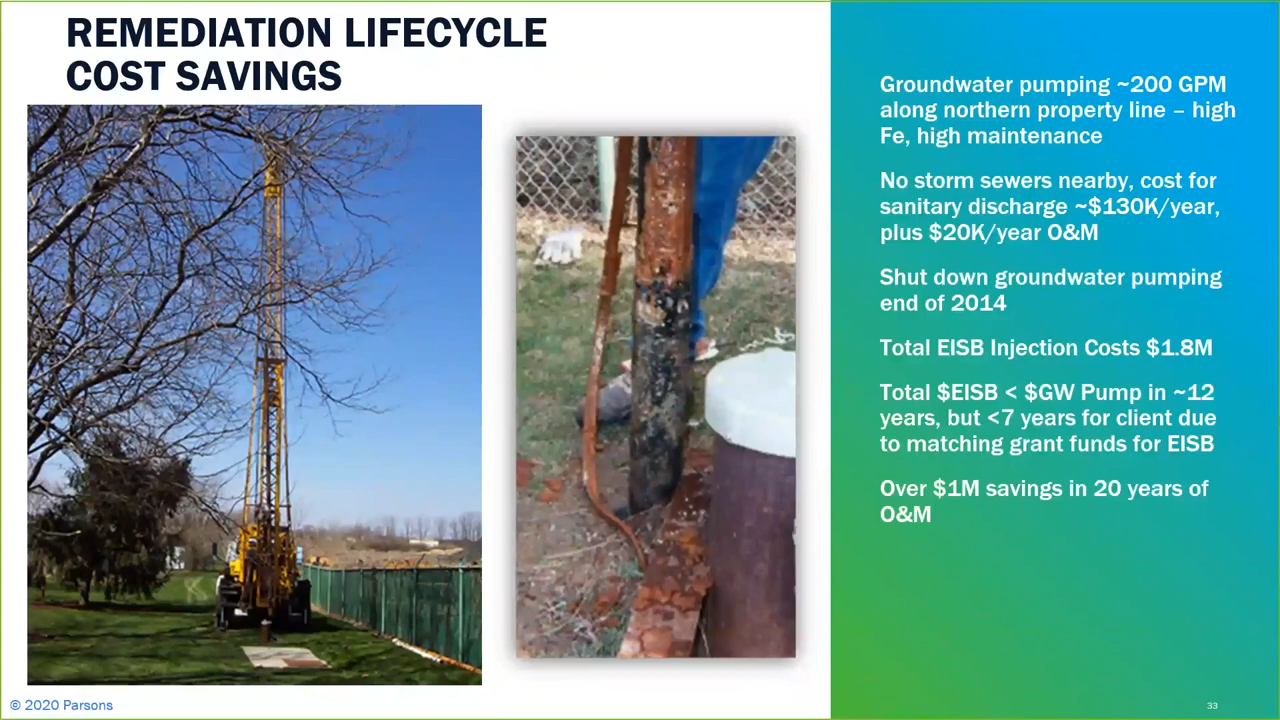 REMEDIATION LIFECYCLE
COST SAVINGS
Groundwater pumping ~200 GPM
along northern property line – high
Fe, high maintenance
No storm sewers nearby, cost for
sanitary discharge ~$130K/year,
plus $20K/year O&M
Shut down groundwater pumping
end of 2014
Total EISB Injection Costs $1.8M
Total $EISB < $GW Pump in ~12
years, but <7 years for client due
to matching grant funds for EISB
Over $1M savings in 20 years of
O&M
© 2020 Parsons
33